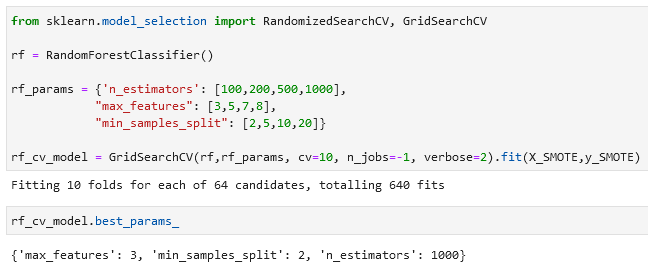 from sklearn.model_selection import RandomizedSearchCV, GridSearchCV
rf = RandomForestClassifier()
rf_params = {'n_estimators': [100,200,500,1000],
"max_features": [3,5,7,8],
"min_samples_split": [2,5,10,20]}
rf_cv_model = GridSearchCV(rf,rf_params, cv=10, n_jobs=-1, verbose=2).fit(X_SMOTE,y_SMOTE)
Fitting 10 folds for each of 64 candidates, totalling 640 fits
rf_cv_model.best_params_
{'max_features': 3, 'min_samples_split': 2, 'n_estimators': 1000}